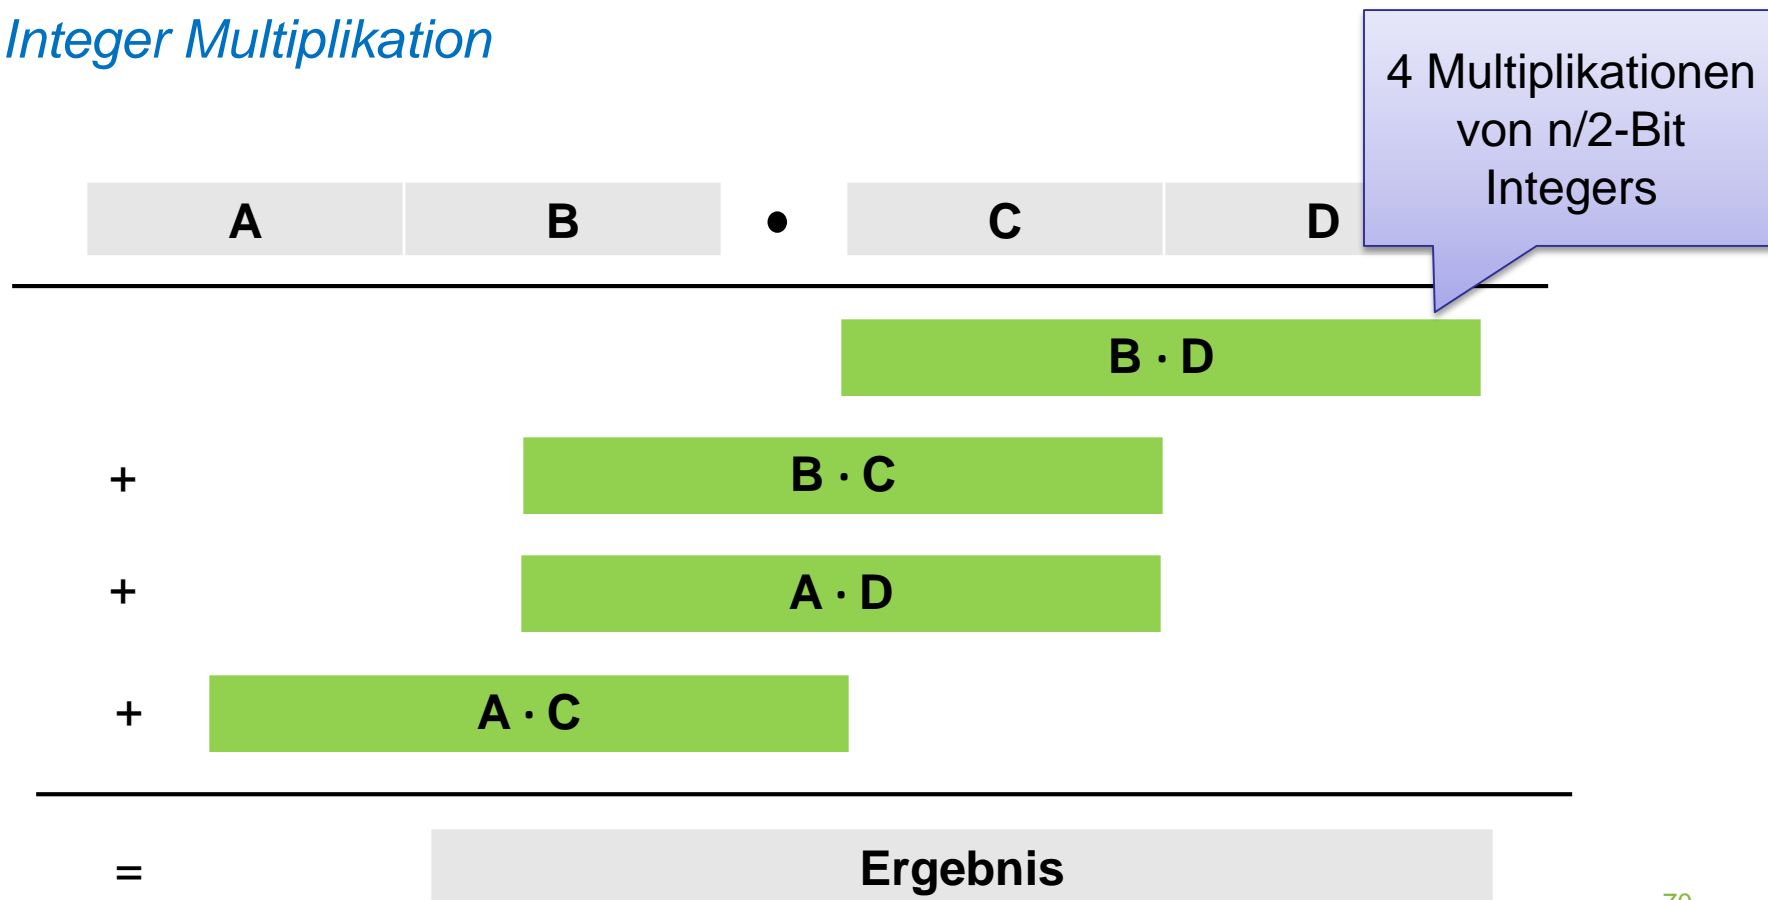 Integer Multiplikation
4 Multiplikationen
von n/2-Bit
Integers
A B • C D
B · D
+ B · C
+ A · D
+ A · C
= Ergebnis